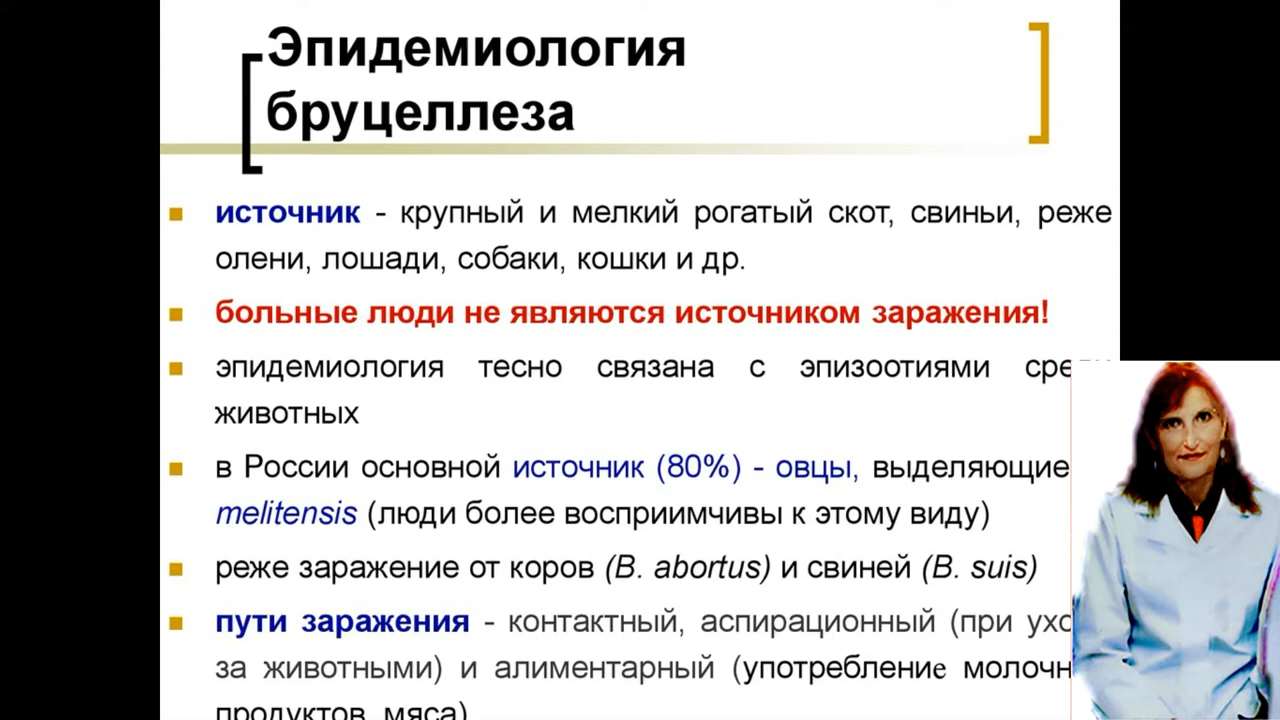 Эпидемиология
бруцеллеза
источник - крупный и мелкий рогатый скот, свиньи, реже
олени, лошади, собаки, кошки и др.
больные люди не являются источником заражения!
эпидемиология тесно связана с эпизоотиями
животных
в России основной источник (80%) - овцы, выделяющие
melitensis (люди более восприимчивы к этому виду)
реже заражение от коров (B. abortus) и свиней (B. suis)
пути заражения - контактный, аспирационный (при
за животными) и алиментарный (употребление
продуктов, мяса)